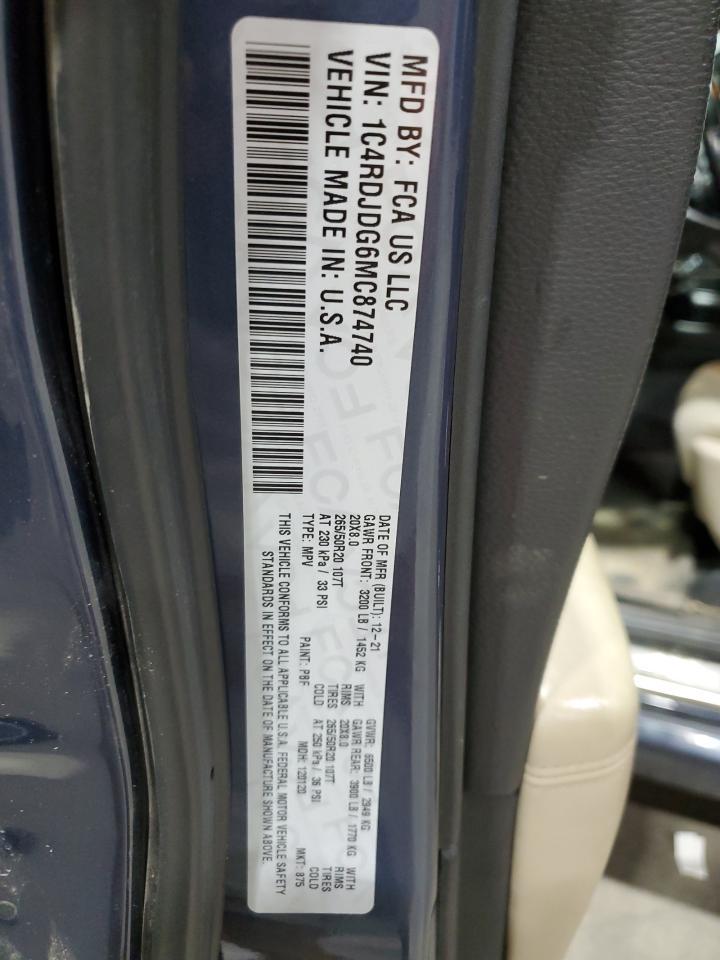 MFD BY: FCA US LLC
VIN: 1C4RDJDG6MC874740
VEHICLE MADE IN: U.S.A.
DATE OF MFR (BUILT): 12-21 GVWR: 6500 LB / 2949 KG
GAWR FRONT: 3200 LB / 1452 KG WITH GAWR REAR: 3900 LB / 1770 KG WITH
20X8.0 RIMS 20X8.0 RIMS
265/50R20 107T TIRES 265/50R20 107T TIRES
AT 230 kPa / 33 PSI COLD AT 250 kPa / 36 PSI COLD
TYPE: MPV PAINT: PBF MDH: 120120 MKT: 875
THIS VEHICLE CONFORMS TO ALL APPLICABLE U.S.A. FEDERAL MOTOR VEHICLE SAFETY
STANDARDS IN EFFECT ON THE DATE OF MANUFACTURE SHOWN ABOVE.